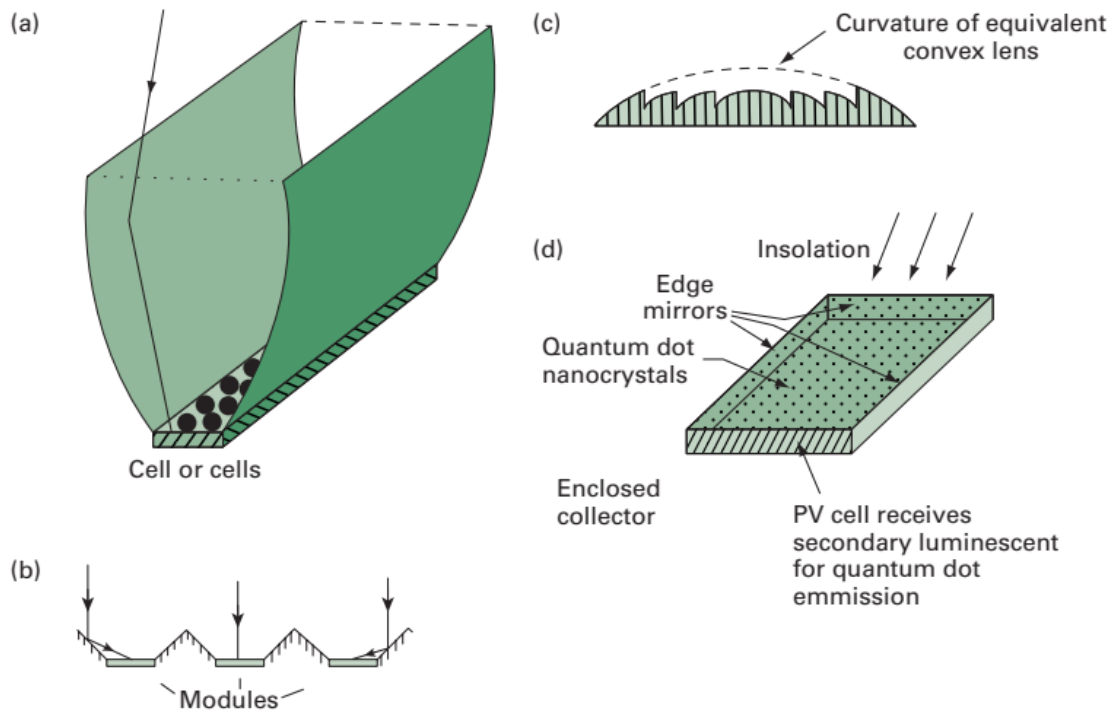 (a)
Cell or cells
(b)
Modules
(c)
Curvature of equivalent
convex lens
(d)
Insolation
Edge
mirrors
Quantum dot
nanocrystals
Enclosed
collector
PV cell receives
secondary luminescent
for quantum dot
emmission